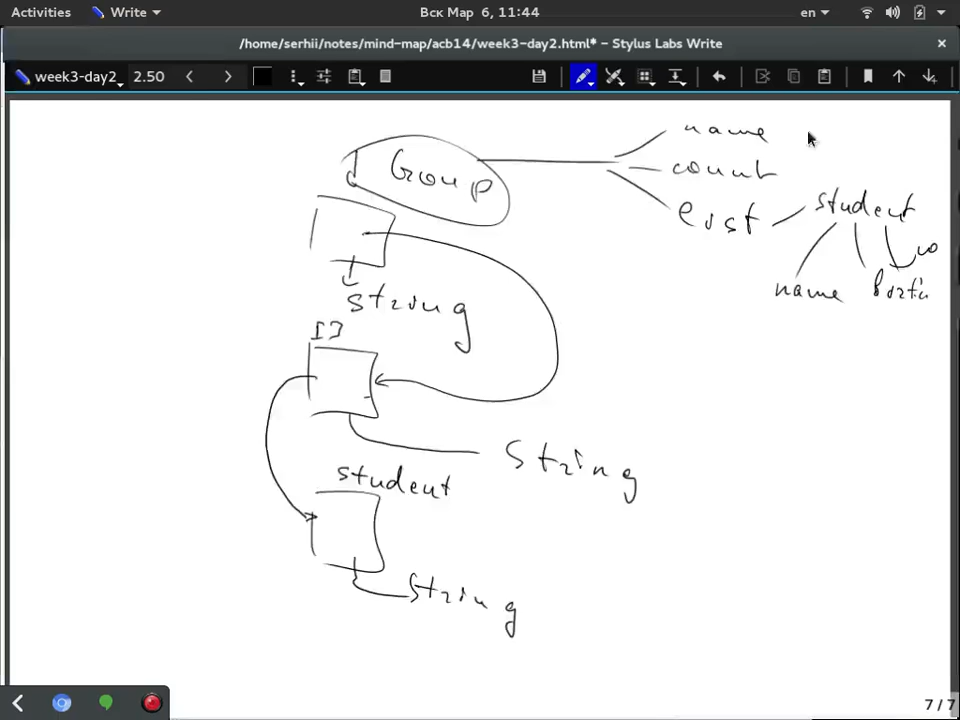 Activities Write Вск Мар 6, 11:44 en
/home/serhii/notes/mind-map/acb14/week3-day2.html* - Stylus Labs Write
week3-day2 2.50
name
Group
count
student
string
name
String
student
String
7 / 7